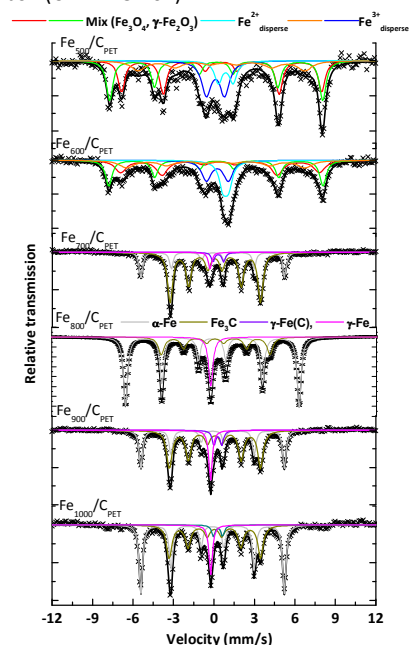 Mix (Fe3O4, γ-Fe2O3) Fe2+disperse Fe3+disperse
Fe500/CPET
Fe600/CPET
Fe700/CPET
Fe800/CPET α-Fe Fe3C γ-Fe(C), γ-Fe
Fe900/CPET
Fe1000/CPET
Relative transmission
-12 -9 -6 -3 0 3 6 9 12
Velocity (mm/s)